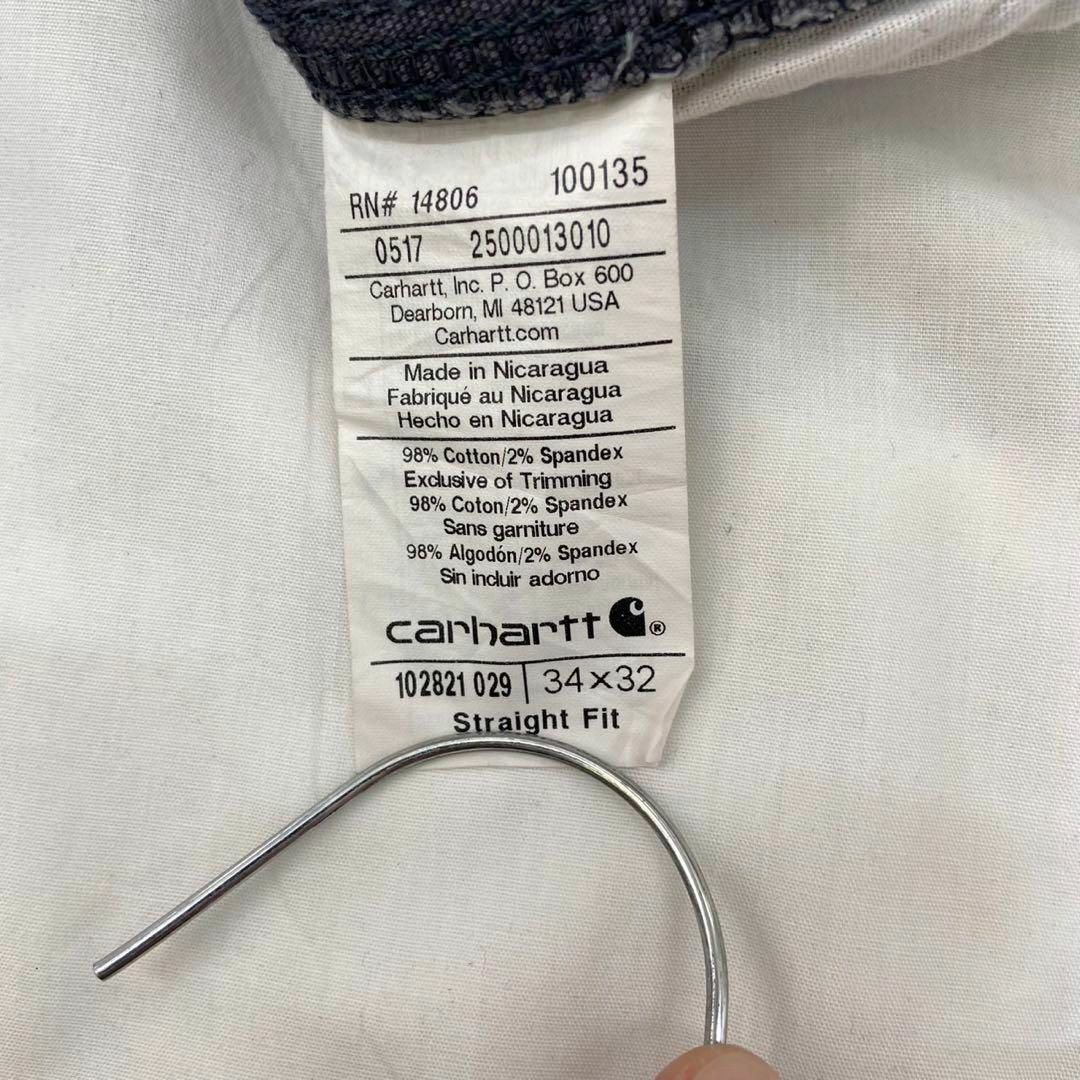 RN# 14806 100135
0517 2500013010
Carhartt, Inc. P. O. Box 600
Dearborn, MI 48121 USA
Carhartt.com
Made in Nicaragua
Fabriqué au Nicaragua
Hecho en Nicaragua
98% Cotton/2% Spandex
Exclusive of Trimming
98% Coton/2% Spandex
Sans garniture
98% Algodón/2% Spandex
Sin incluir adorno
carhartt ®
102821 029 | 34×32
Straight Fit